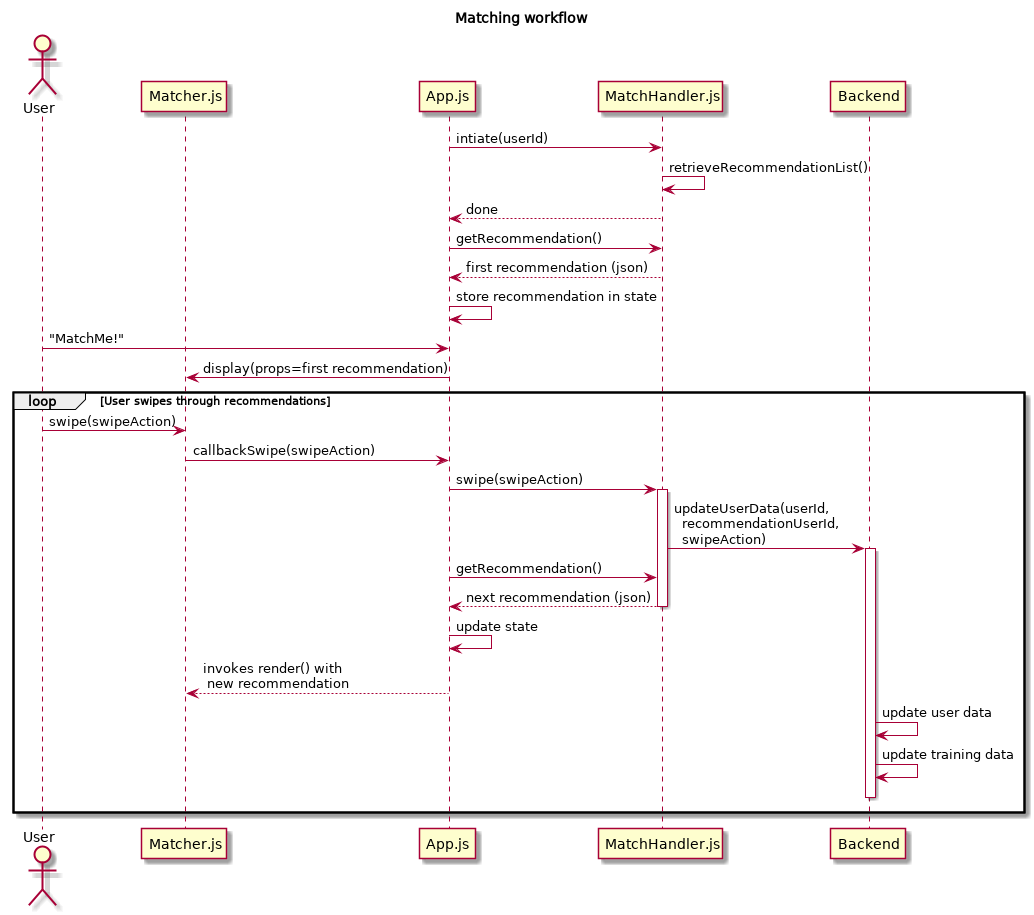 Matching workflow
User
Matcher.js
App.js
MatchHandler.js
Backend
intiate(userId)
retrieveRecommendationList()
done
getRecommendation()
first recommendation (json)
store recommendation in state
"MatchMe!"
display(props=first recommendation)
loop
[User swipes through recommendations]
swipe(swipeAction)
callbackSwipe(swipeAction)
swipe(swipeAction)
updateUserData(userId,
recommendationUserId,
swipeAction)
getRecommendation()
next recommendation (json)
update state
invokes render() with
new recommendation
update user data
update training data
User
Matcher.js
App.js
MatchHandler.js
Backend